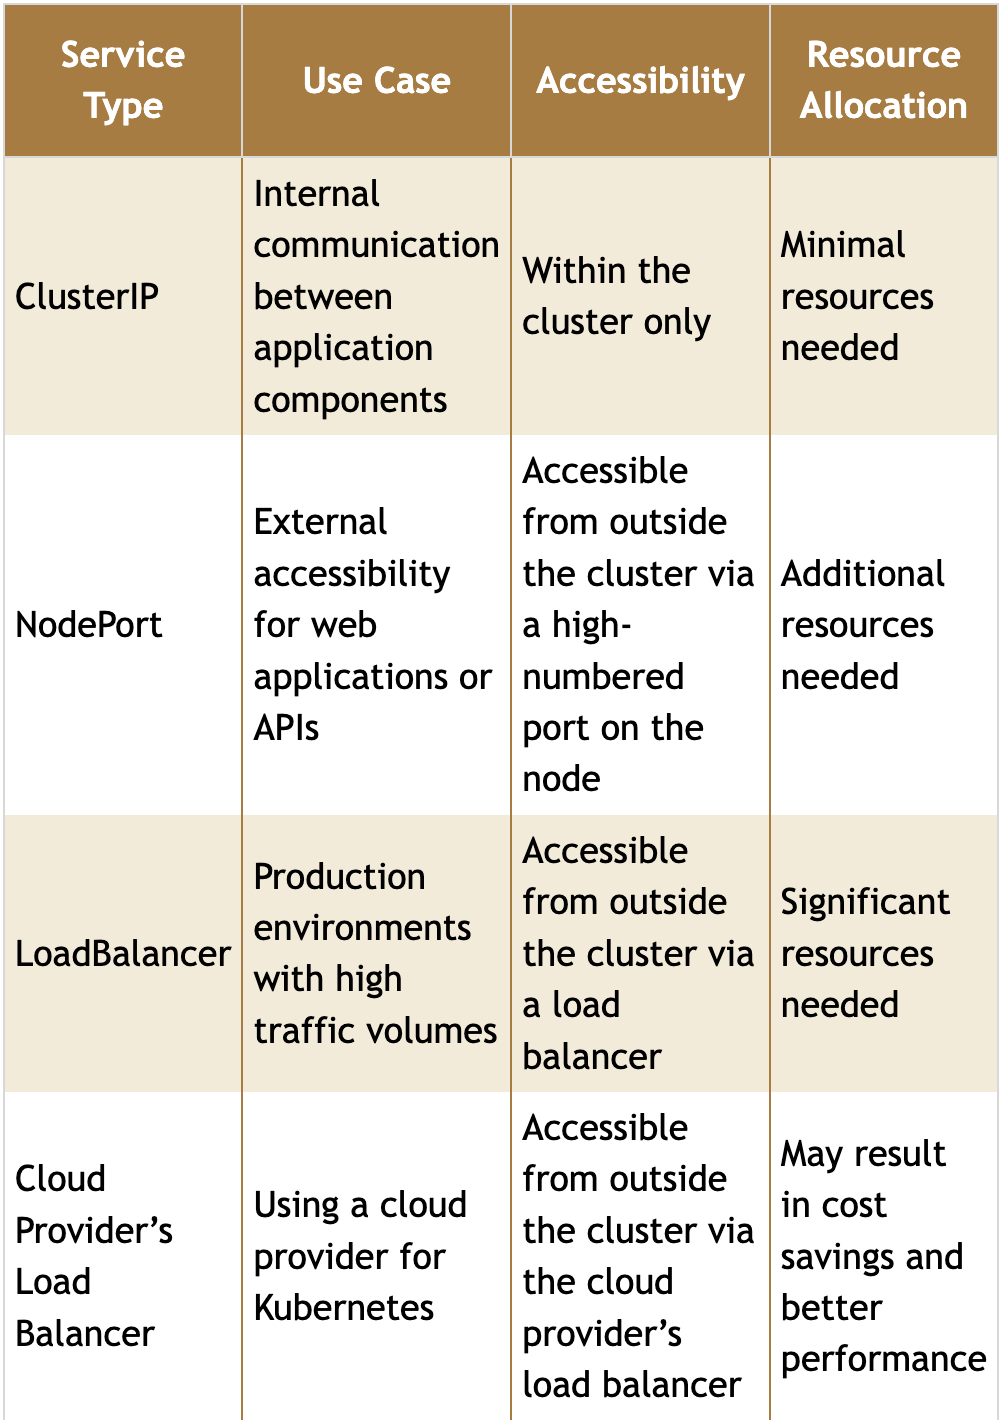 Service
Type
Use Case
Accessibility
Resource
Allocation
ClusterIP
Internal
communication
between
application
components
Within the
cluster only
Minimal
resources
needed
NodePort
External
accessibility
for web
applications or
APIs
Accessible
from outside
the cluster via
a high-
numbered
port on the
node
Additional
resources
needed
LoadBalancer
Production
environments
with high
traffic volumes
Accessible
from outside
the cluster via
a load
balancer
Significant
resources
needed
Cloud
Provider’s
Load
Balancer
Using a cloud
provider for
Kubernetes
Accessible
from outside
the cluster via
the cloud
provider’s
load balancer
May result
in cost
savings and
better
performance